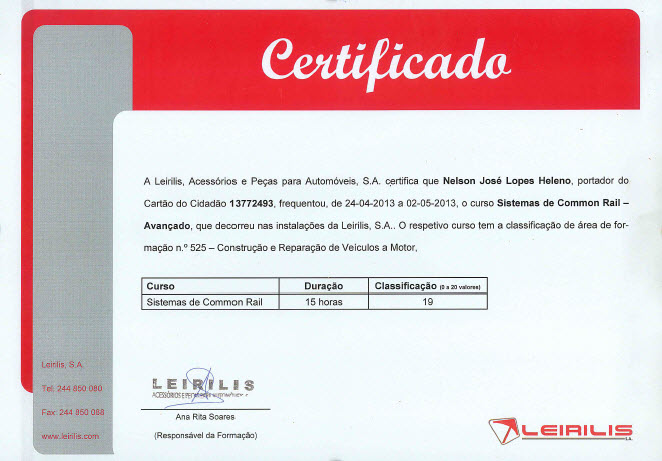 Certificado
A Leirilis, Acessórios e Peças para Automóveis, S.A. certifica que Nelson José Lopes Heleno, portador do
Cartão do Cidadão 13772493, frequentou, de 24-04-2013 a 02-05-2013, o curso Sistemas de Common Rail –
Avançado, que decorreu nas instalações da Leirilis, S.A.. O respetivo curso tem a classificação de área de for-
mação n.º 525 – Construção e Reparação de Veículos a Motor,
Curso Duração Classificação (0 a 20 valores)
Sistemas de Common Rail 15 horas 19
Leirilis, S.A.
Tel: 244 850 080
Fax: 244 850 088
www.leirilis.com
LEIRILIS
ACESSÓRIOS E
Ana Rita Soares
(Responsável da Formação)
LEIRILIS
S.A.